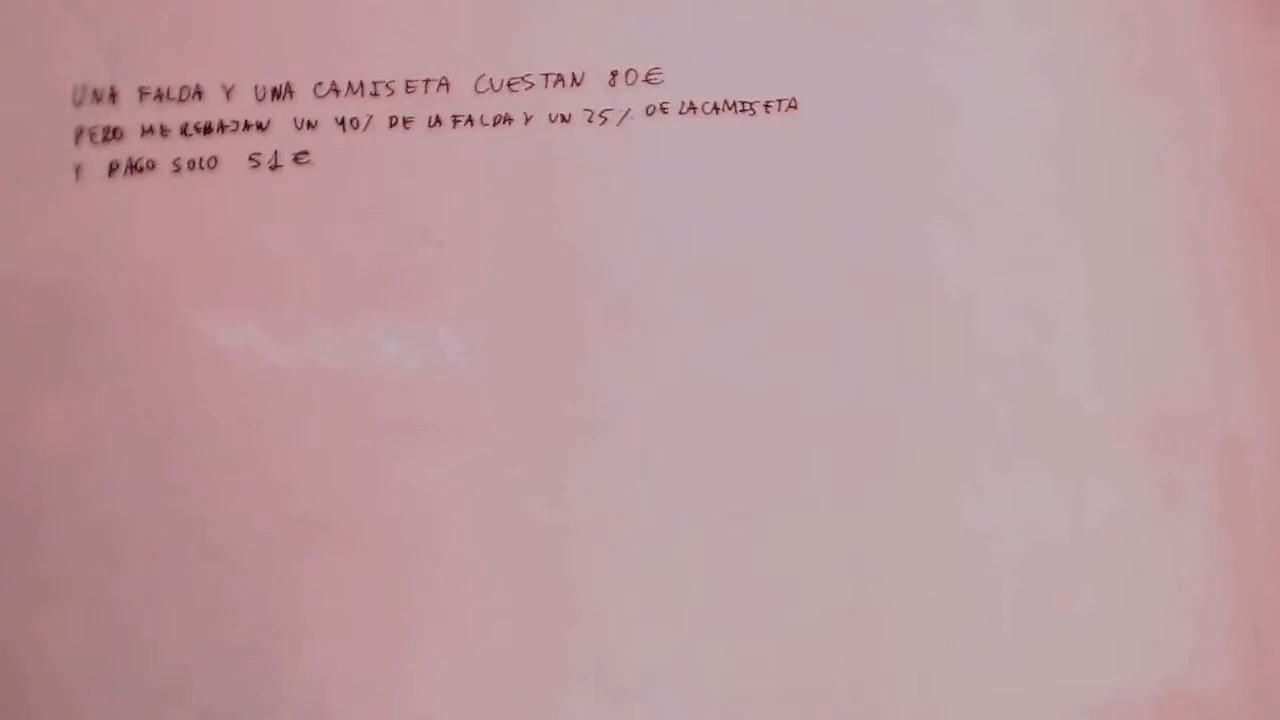 UNA FALDA Y UNA CAMISETA CUESTAN 80€
PERO ME REBAJAN UN 40% DE LA FALDA Y UN 25% DE LA CAMISETA
Y PAGO SOLO 51€